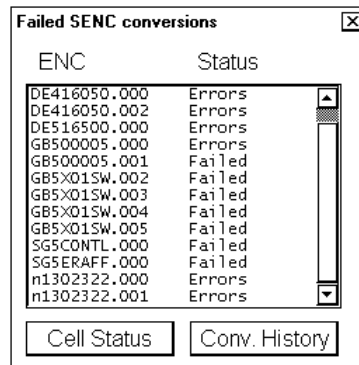 Failed SENC conversions
ENC Status
DE416050.000 Errors
DE416050.002 Errors
DE516500.000 Errors
GB500005.000 Errors
GB500005.001 Failed
GB5X01SW.002 Failed
GB5X01SW.003 Failed
GB5X01SW.004 Failed
GB5X01SW.005 Failed
SG5CONTL.000 Failed
SG5ERAFF.000 Failed
n1302322.000 Errors
n1302322.001 Errors
Cell Status Conv. History